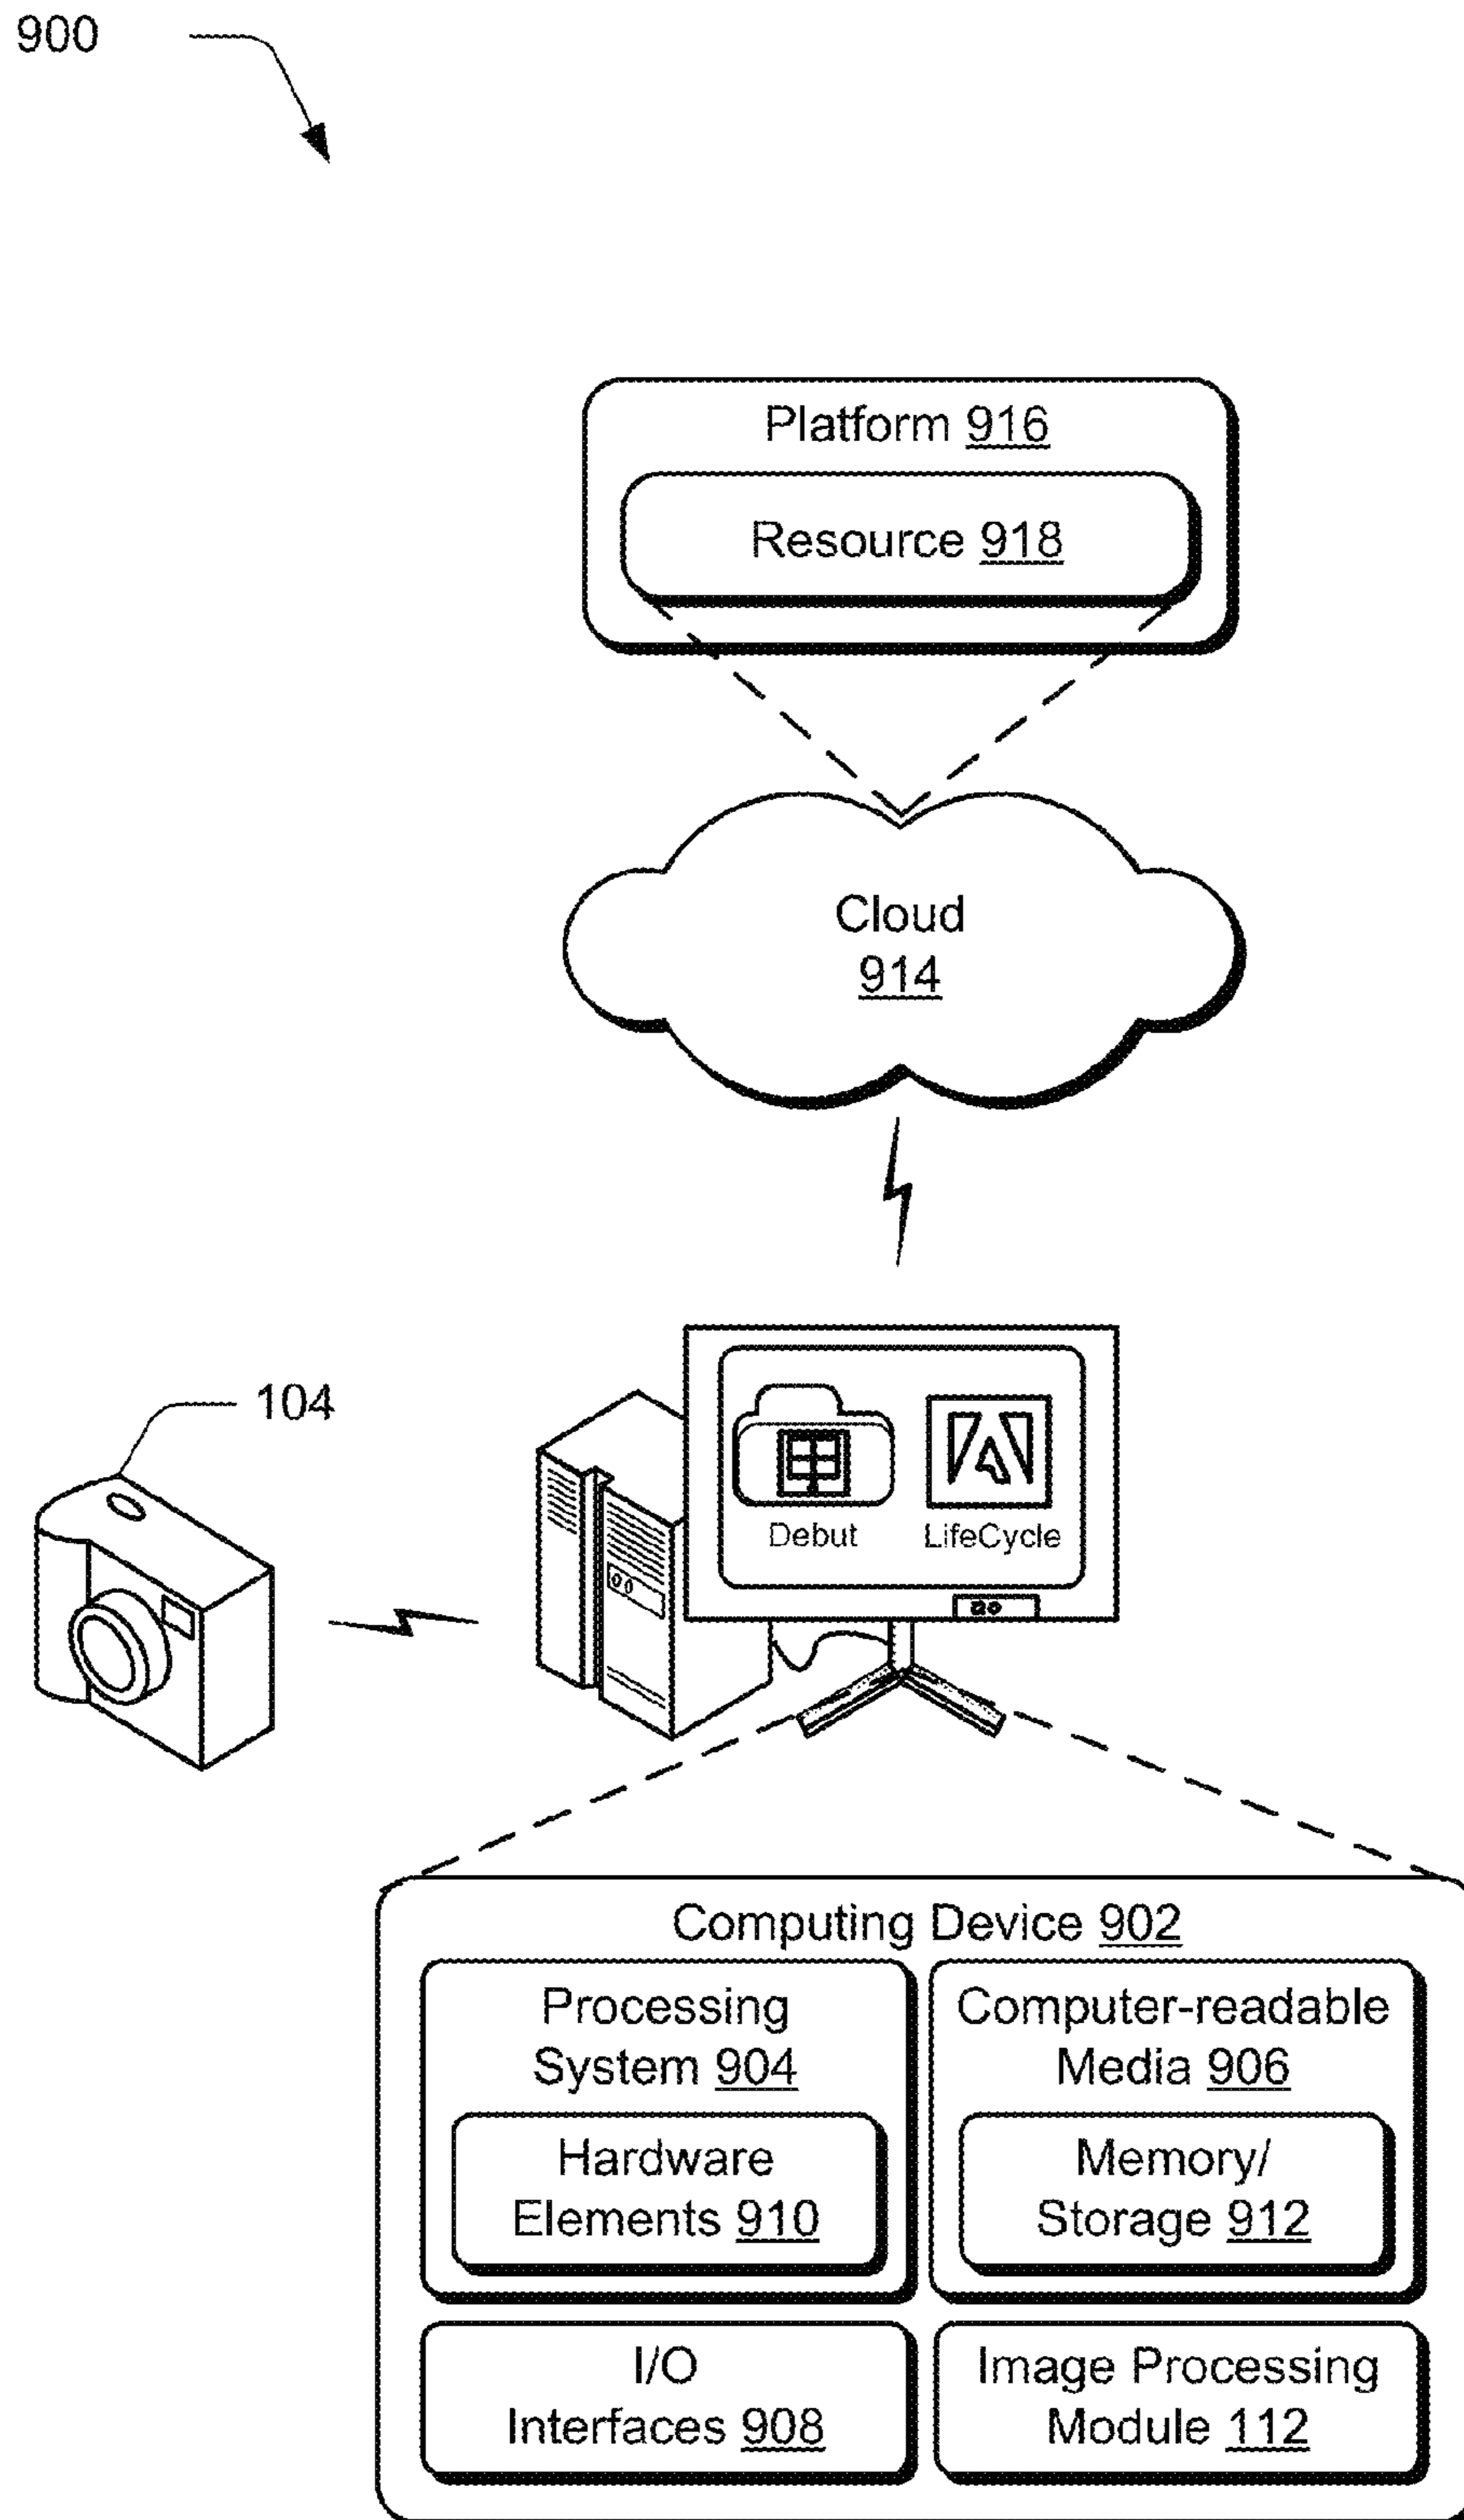 900
Platform 916
Resource 918
Cloud
914
104
Debut
LifeCycle
Computing Device 902
Processing
System 904
Hardware
Elements 910
Computer-readable
Media 906
Memory/
Storage 912
I/O
Interfaces 908
Image Processing
Module 112